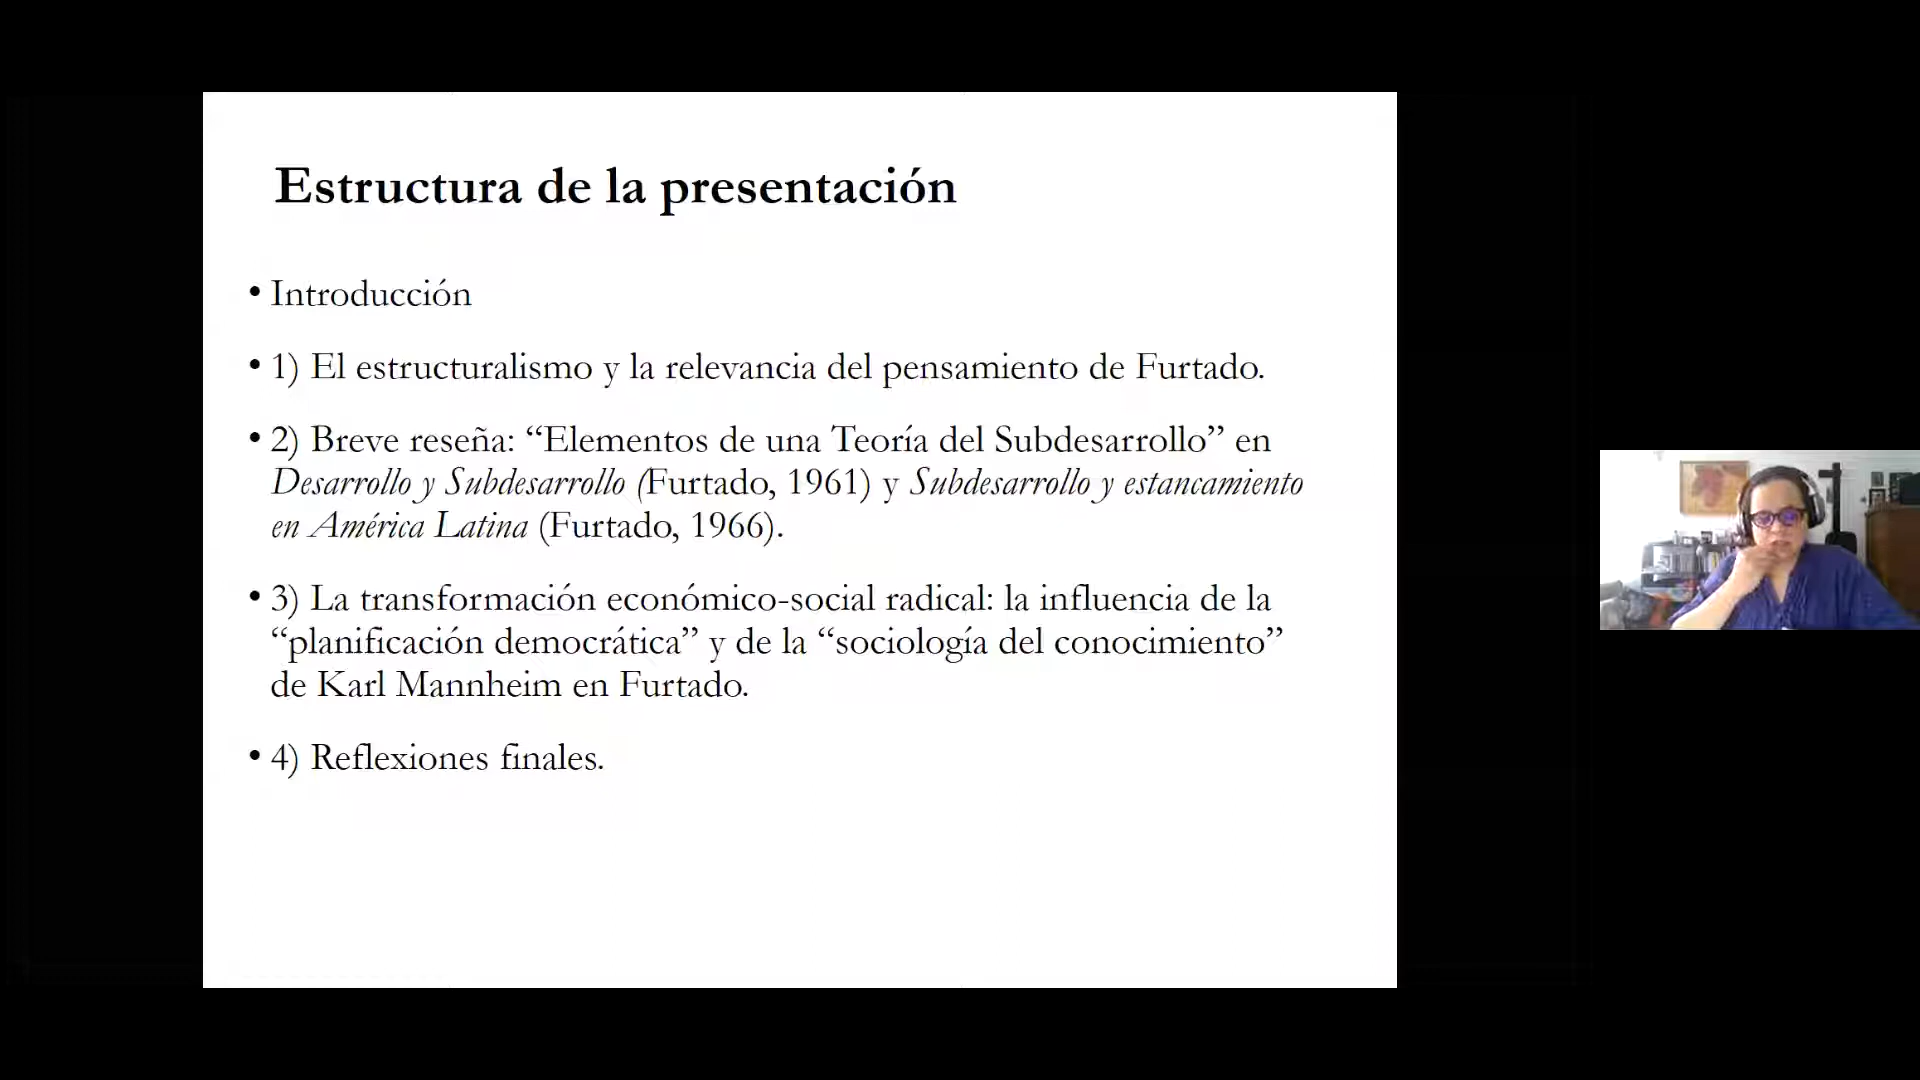 Estructura de la presentación
• Introducción
• 1) El estructuralismo y la relevancia del pensamiento de Furtado.
• 2) Breve reseña: “Elementos de una Teoría del Subdesarrollo” en
Desarrollo y Subdesarrollo (Furtado, 1961) y Subdesarrollo y estancamiento
en América Latina (Furtado, 1966).
• 3) La transformación económico-social radical: la influencia de la
“planificación democrática” y de la “sociología del conocimiento”
de Karl Mannheim en Furtado.
• 4) Reflexiones finales.